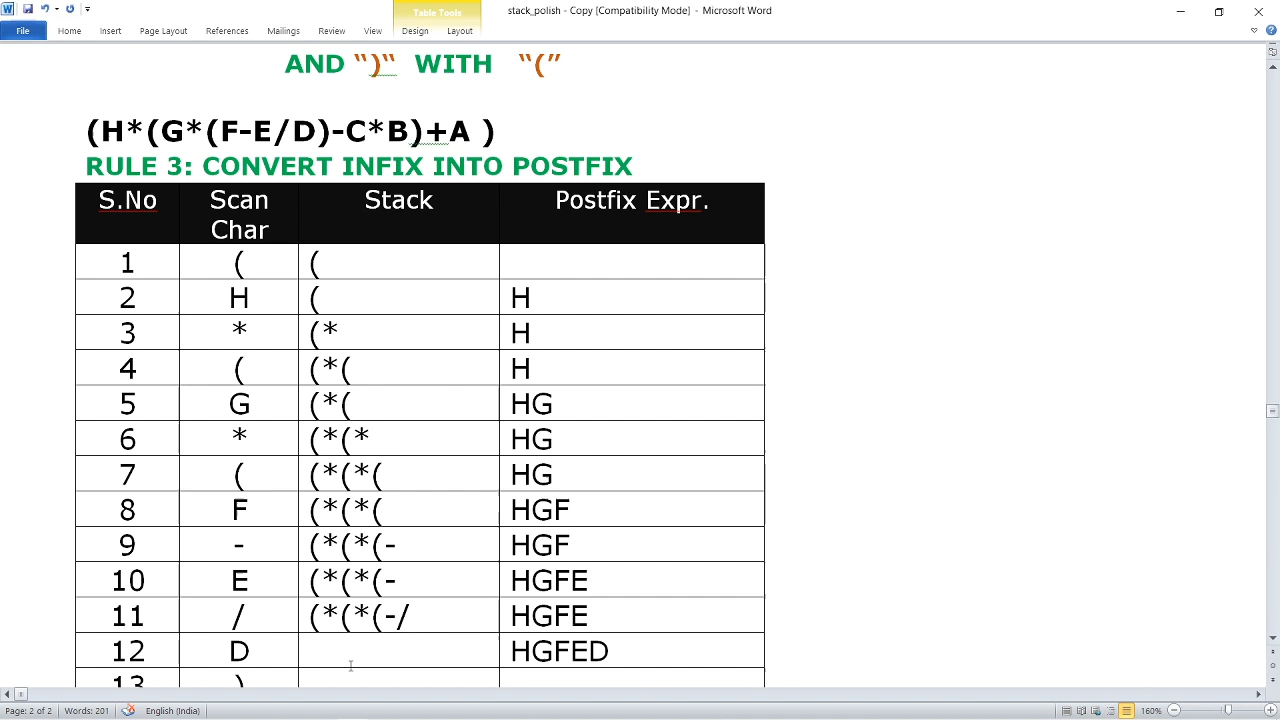 stack_polish - Copy [Compatibility Mode] - Microsoft Word
Table Tools
File Home Insert Page Layout References Mailings Review View Design Layout
AND “)“ WITH “(”
(H*(G*(F-E/D)-C*B)+A )
RULE 3: CONVERT INFIX INTO POSTFIX
S.No Scan Char Stack Postfix Expr.
1 ( (
2 H ( H
3 * (* H
4 ( (*( H
5 G (*( HG
6 * (*(* HG
7 ( (*(*( HG
8 F (*(*( HGF
9 - (*(*(- HGF
10 E (*(*(- HGFE
11 / (*(*(-/ HGFE
12 D HGFED
13 )
Page: 2 of 2 Words: 201 English (India) 160%